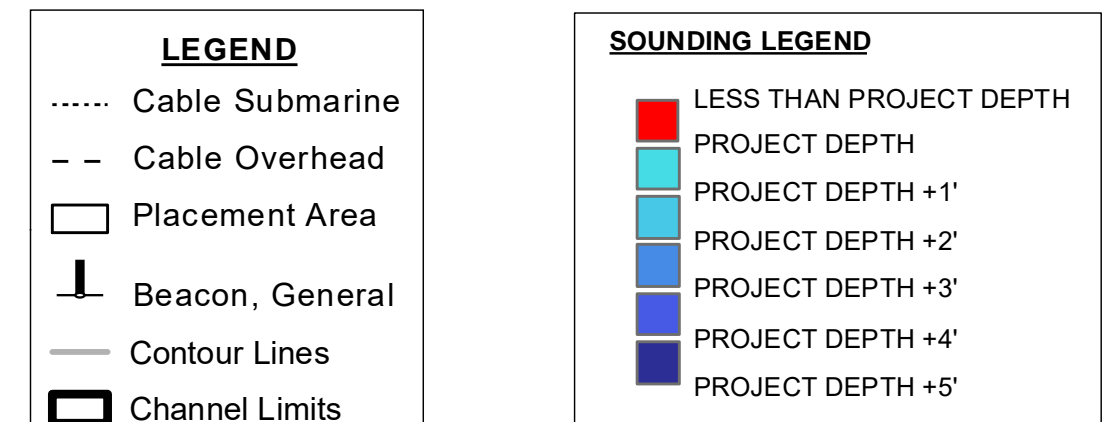 LEGEND
Cable Submarine
Cable Overhead
Placement Area
Beacon, General
Contour Lines
Channel Limits
SOUNDING LEGEND
LESS THAN PROJECT DEPTH
PROJECT DEPTH
PROJECT DEPTH +1'
PROJECT DEPTH +2'
PROJECT DEPTH +3'
PROJECT DEPTH +4'
PROJECT DEPTH +5'